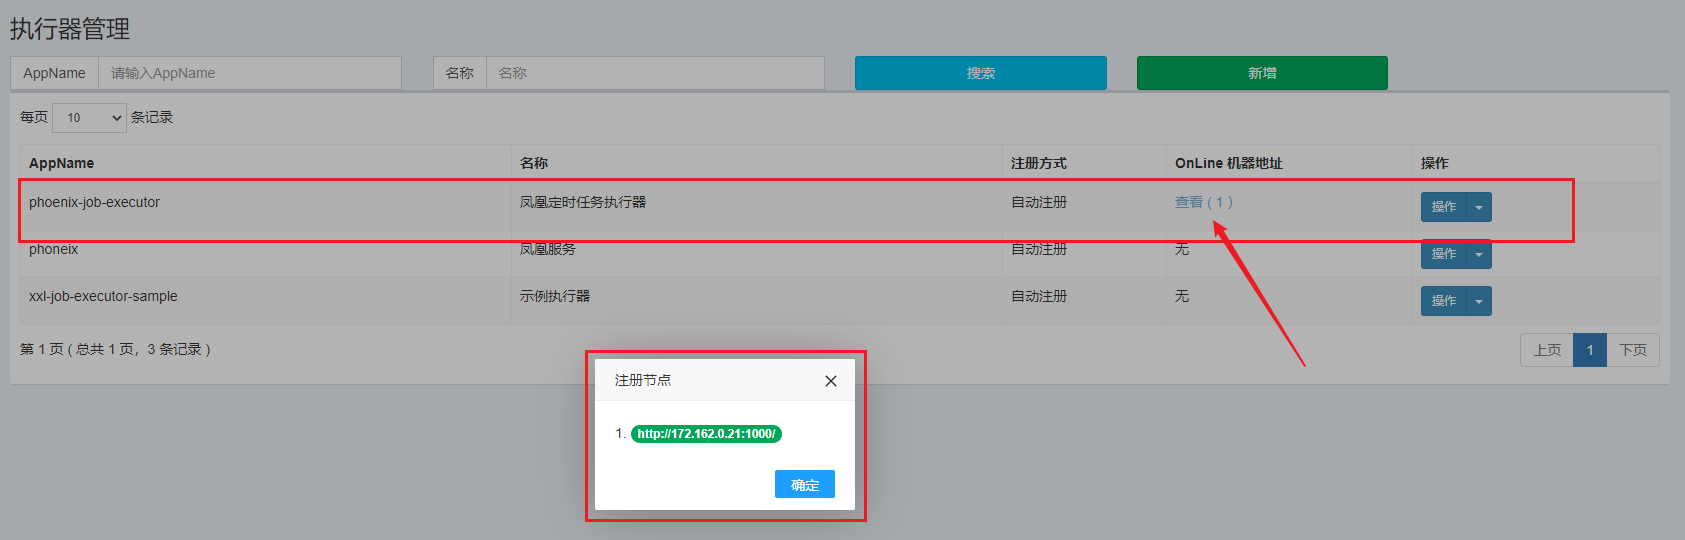 执行器管理
AppName 请输入AppName 名称 名称 搜索 新增
每页 10 条记录
AppName 名称 注册方式 OnLine 机器地址 操作
phoenix-job-executor 凤凰定时任务执行器 自动注册 查看 ( 1 ) 操作
phoneix 凤凰服务 自动注册 无 操作
xxl-job-executor-sample 示例执行器 自动注册 无 操作
第 1 页 ( 总共 1 页，3 条记录 ) 上页 1 下页
注册节点
1. http://172.162.0.21:1000/
确定